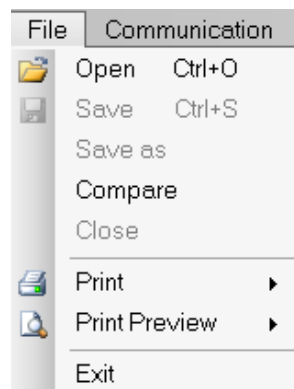 File Communication
Open Ctrl+O
Save Ctrl+S
Save as
Compare
Close
Print
Print Preview
Exit